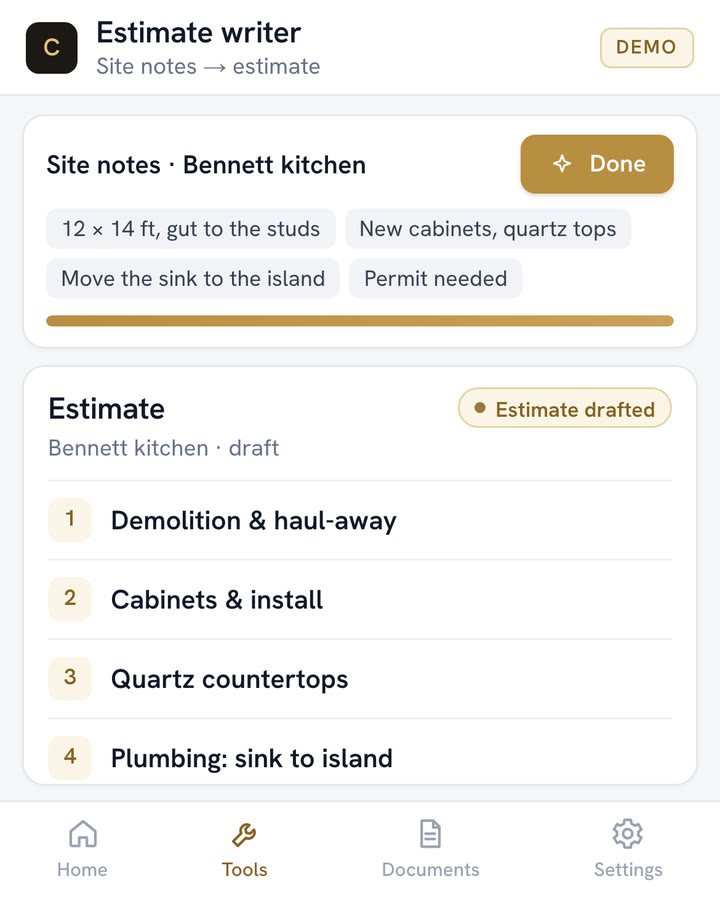 C
Estimate writer
Site notes → estimate
DEMO
Site notes · Bennett kitchen
Done
12 × 14 ft, gut to the studs
New cabinets, quartz tops
Move the sink to the island
Permit needed
Estimate
Estimate drafted
Bennett kitchen · draft
1 Demolition & haul-away
2 Cabinets & install
3 Quartz countertops
4 Plumbing: sink to island
Home
Tools
Documents
Settings